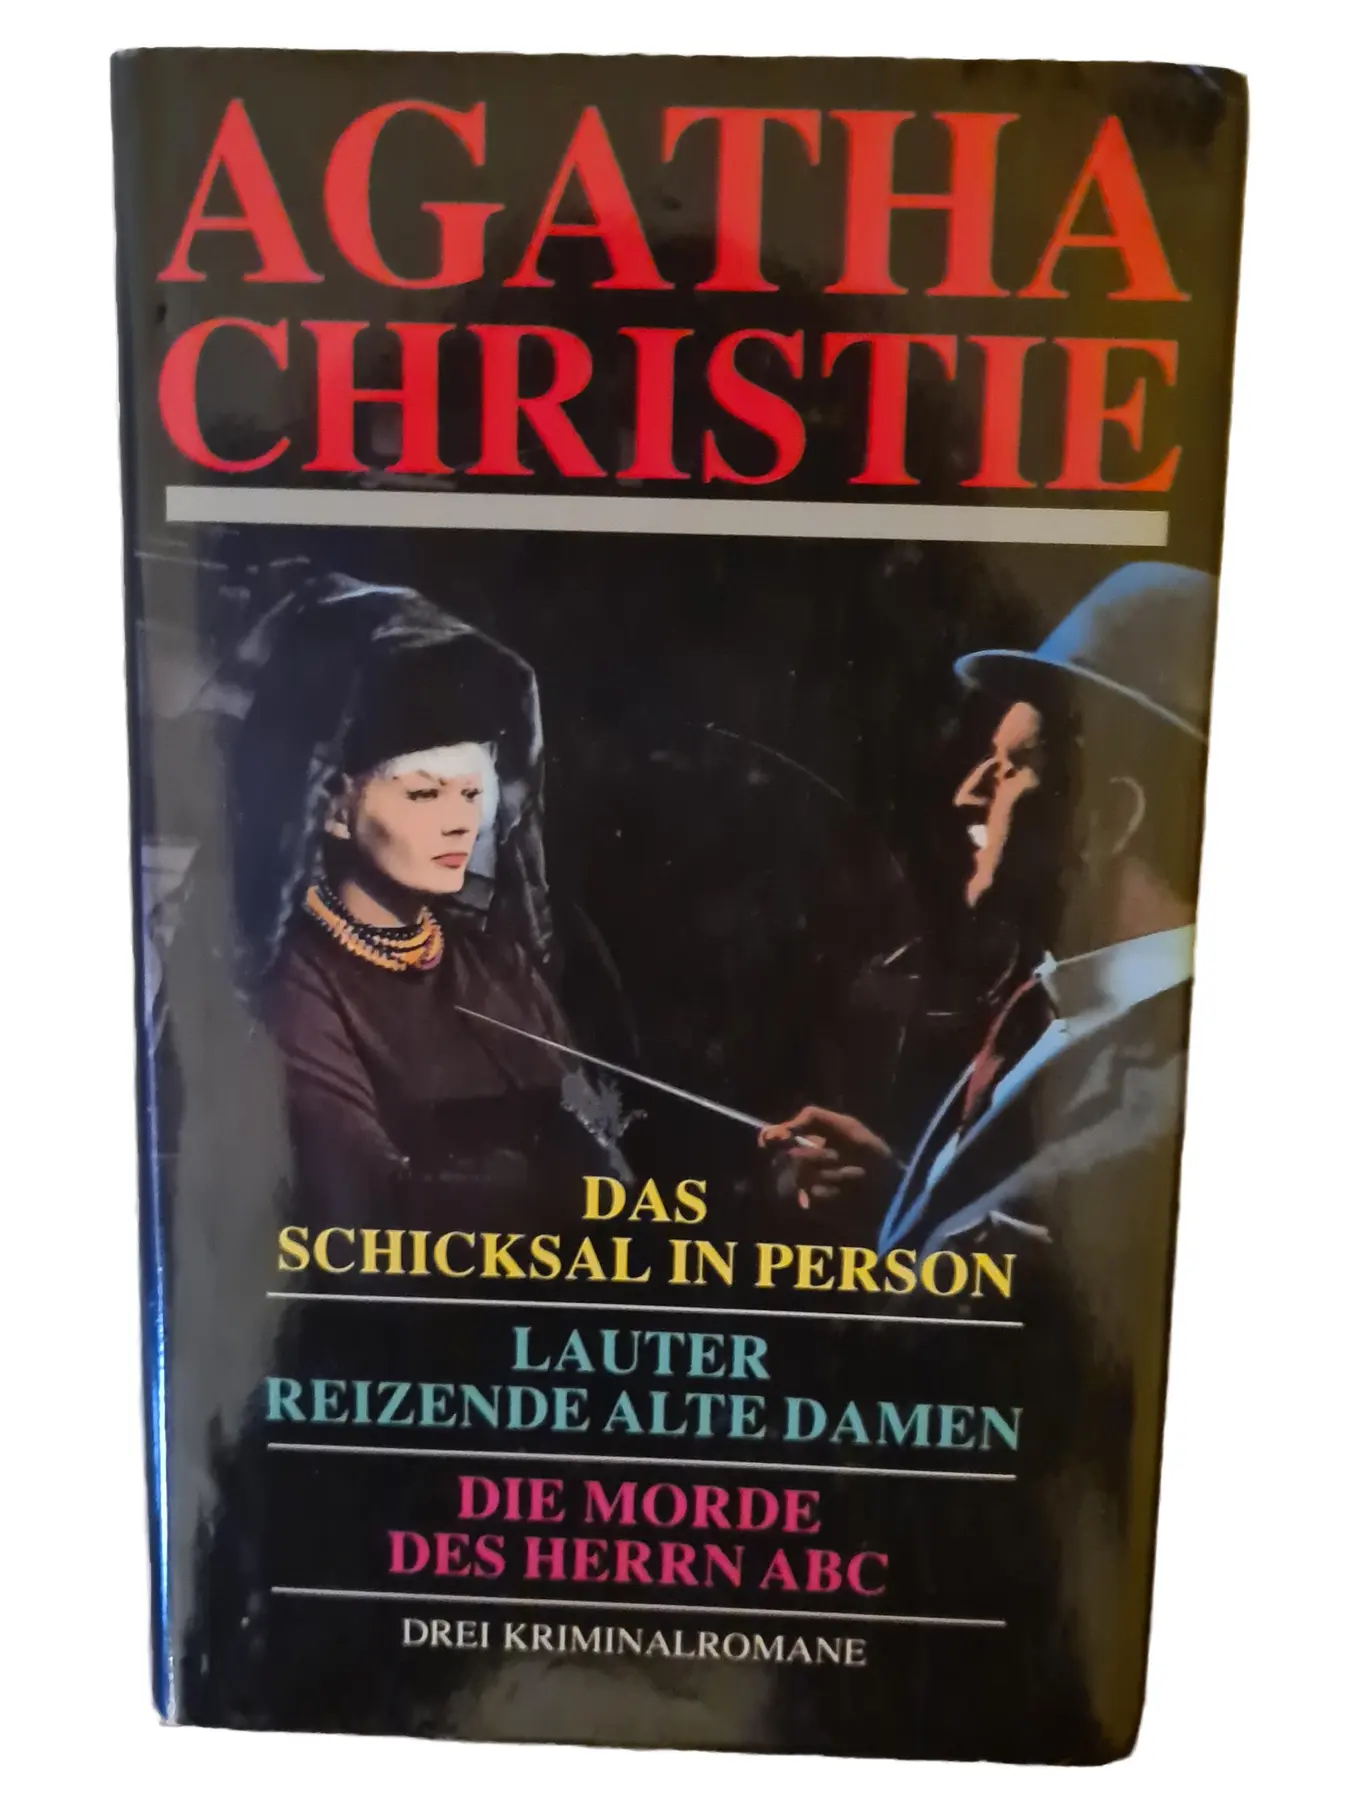 AGATHA
CHRISTIE
DAS
SCHICKSAL IN PERSON
LAUTER
REIZENDE ALTE DAMEN
DIE MORDE
DES HERRN ABC
DREI KRIMINALROMANE